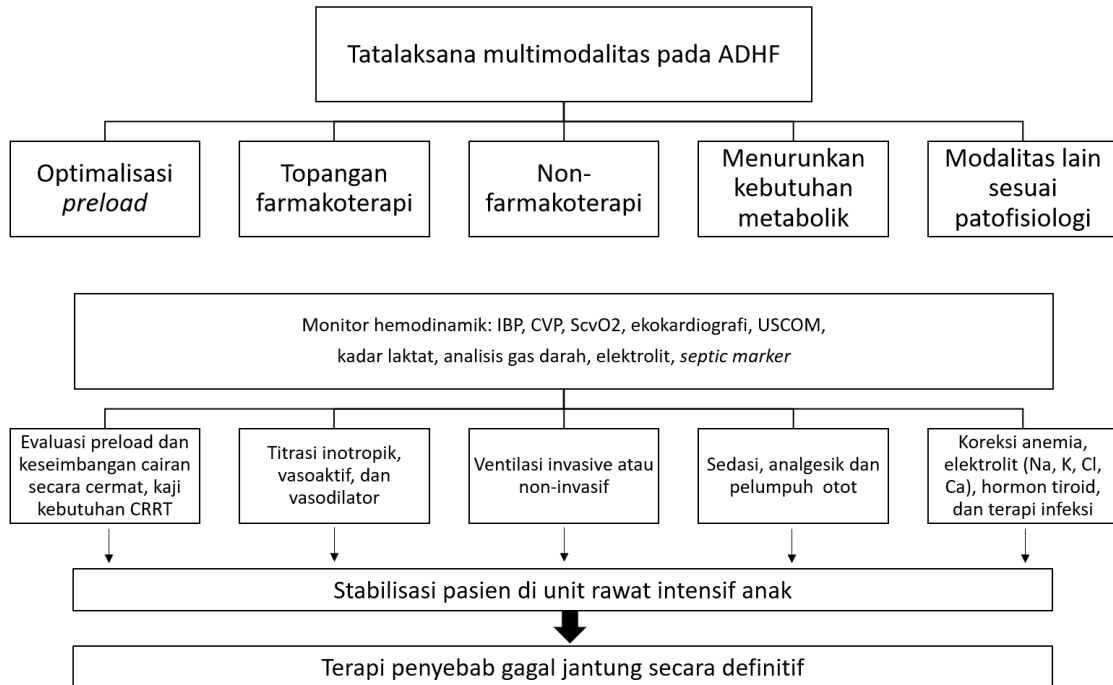 Tatalaksana multimodalitas pada ADHF
Optimalisasi
preload
Topangan
farmakoterapi
Non-
farmakoterapi
Menurunkan
kebutuhan
metabolik
Modalitas lain
sesuai
patofisiologi
Monitor hemodinamik: IBP, CVP, ScvO2, ekokardiografi, USCOM,
kadar laktat, analisis gas darah, elektrolit, septic marker
Evaluasi preload dan
keseimbangan cairan
secara cermat, kaji
kebutuhan CRRT
Titrasi inotropik,
vasoaktif, dan
vasodilator
Ventilasi invasive atau
non-invasif
Sedasi, analgesik dan
pelumpuh otot
Koreksi anemia,
elektrolit (Na, K, Cl,
Ca), hormon tiroid,
dan terapi infeksi
Stabilisasi pasien di unit rawat intensif anak
Terapi penyebab gagal jantung secara definitif